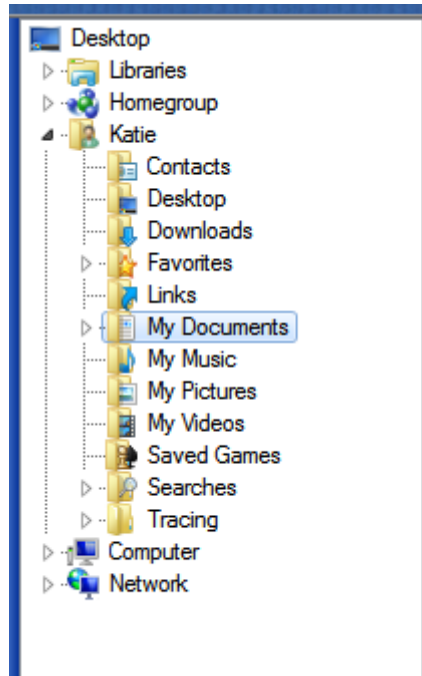 Desktop
Libraries
Homegroup
Katie
Contacts
Desktop
Downloads
Favorites
Links
My Documents
My Music
My Pictures
My Videos
Saved Games
Searches
Tracing
Computer
Network